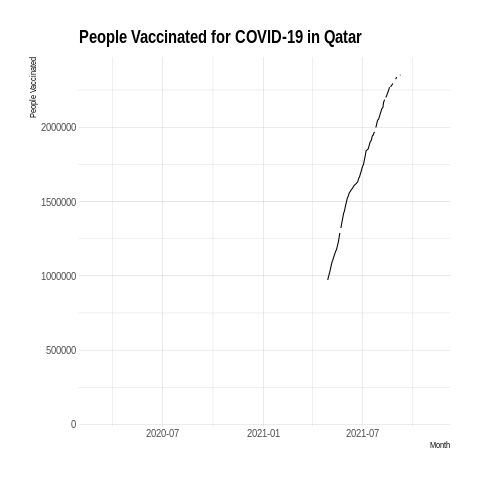 People Vaccinated for COVID-19 in Qatar
People Vaccinated
2000000
1500000
1000000
500000
0
2020-07 2021-01 2021-07
Month